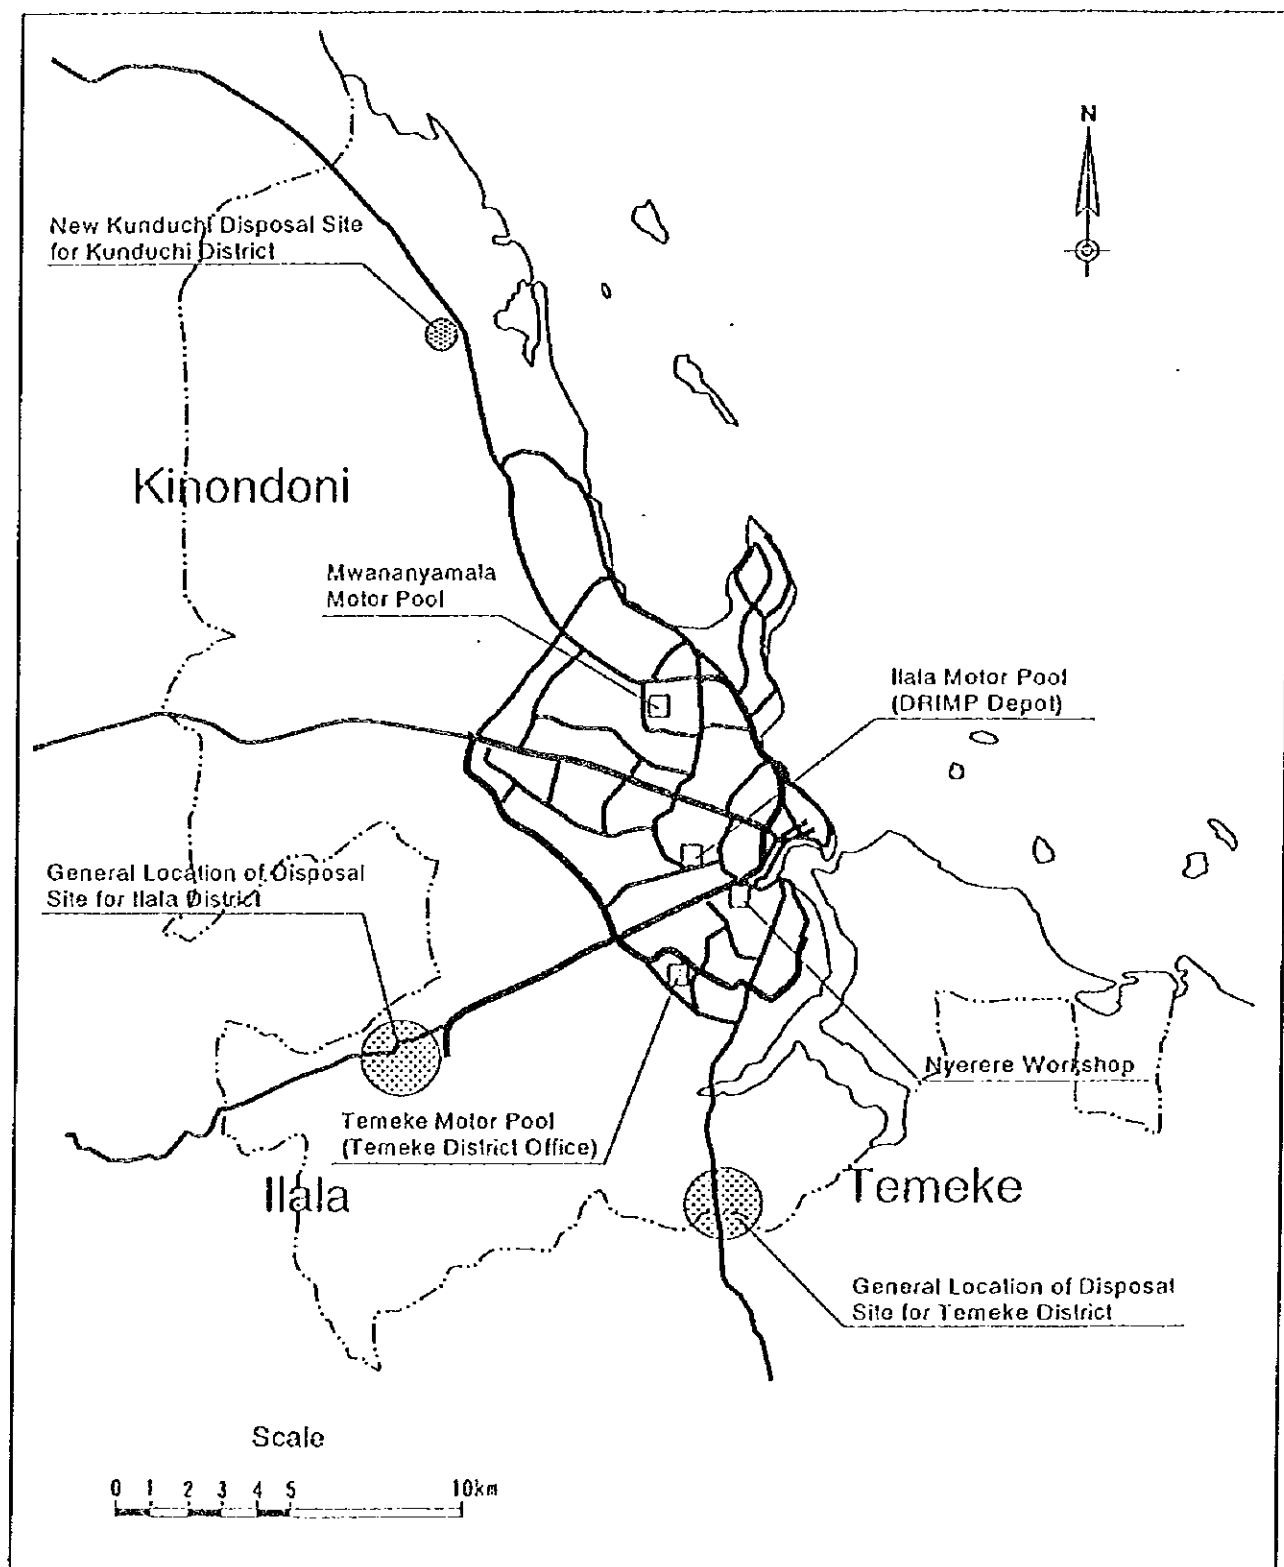 N
New Kunduchi Disposal Site
for Kunduchi District
Kinondoni
Mwananyamala
Motor Pool
Ilala Motor Pool
(DRIMP Depot)
General Location of Disposal
Site for Ilala District
Nyerere Workshop
Temeke Motor Pool
(Temeke District Office)
Ilala
Temeke
General Location of Disposal
Site for Temeke District
Scale
0 1 2 3 4 5 10km